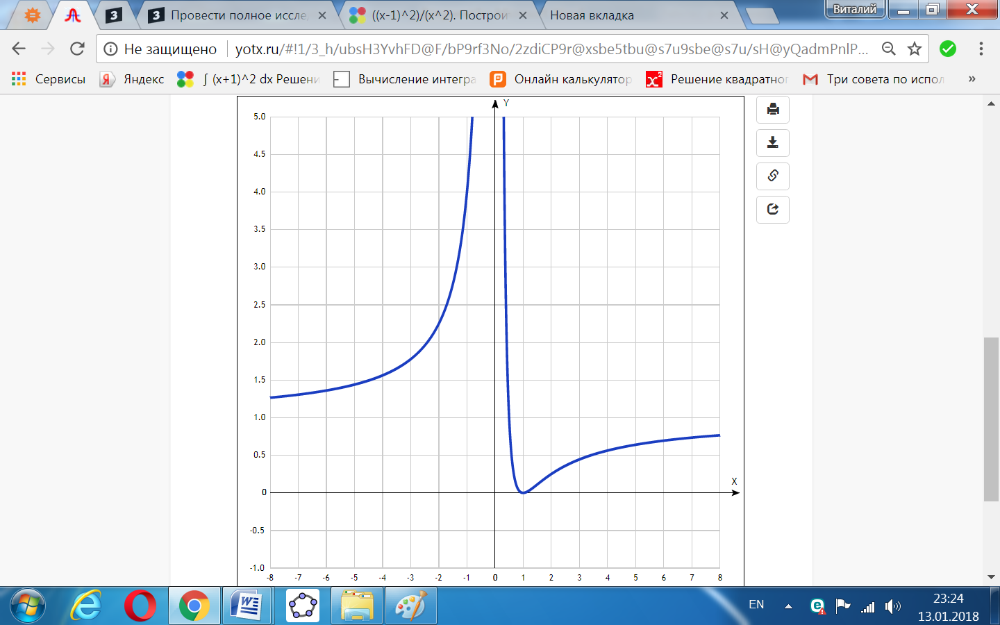 Виталий
3
3 Провести полное иссле
((x-1)^2)/(x^2). Построи
Новая вкладка
Не защищено yotx.ru/#!1/3_h/ubsH3YvhFD@F/bP9rf3No/2zdiCP9r@xsbe5tbu@s7u9sbe@s7u/sH@yQadmPnlP...
Сервисы Я Яндекс ∫ (x+1)^2 dx Решени Вычисление интегра Онлайн калькулятор Решение квадратног Три совета по испол »
Y
5.0
4.5
4.0
3.5
3.0
2.5
2.0
1.5
1.0
0.5
X
0
-0.5
-1.0
-8 -7 -6 -5 -4 -3 -2 -1 0 1 2 3 4 5 6 7 8
EN
23:24
13.01.2018